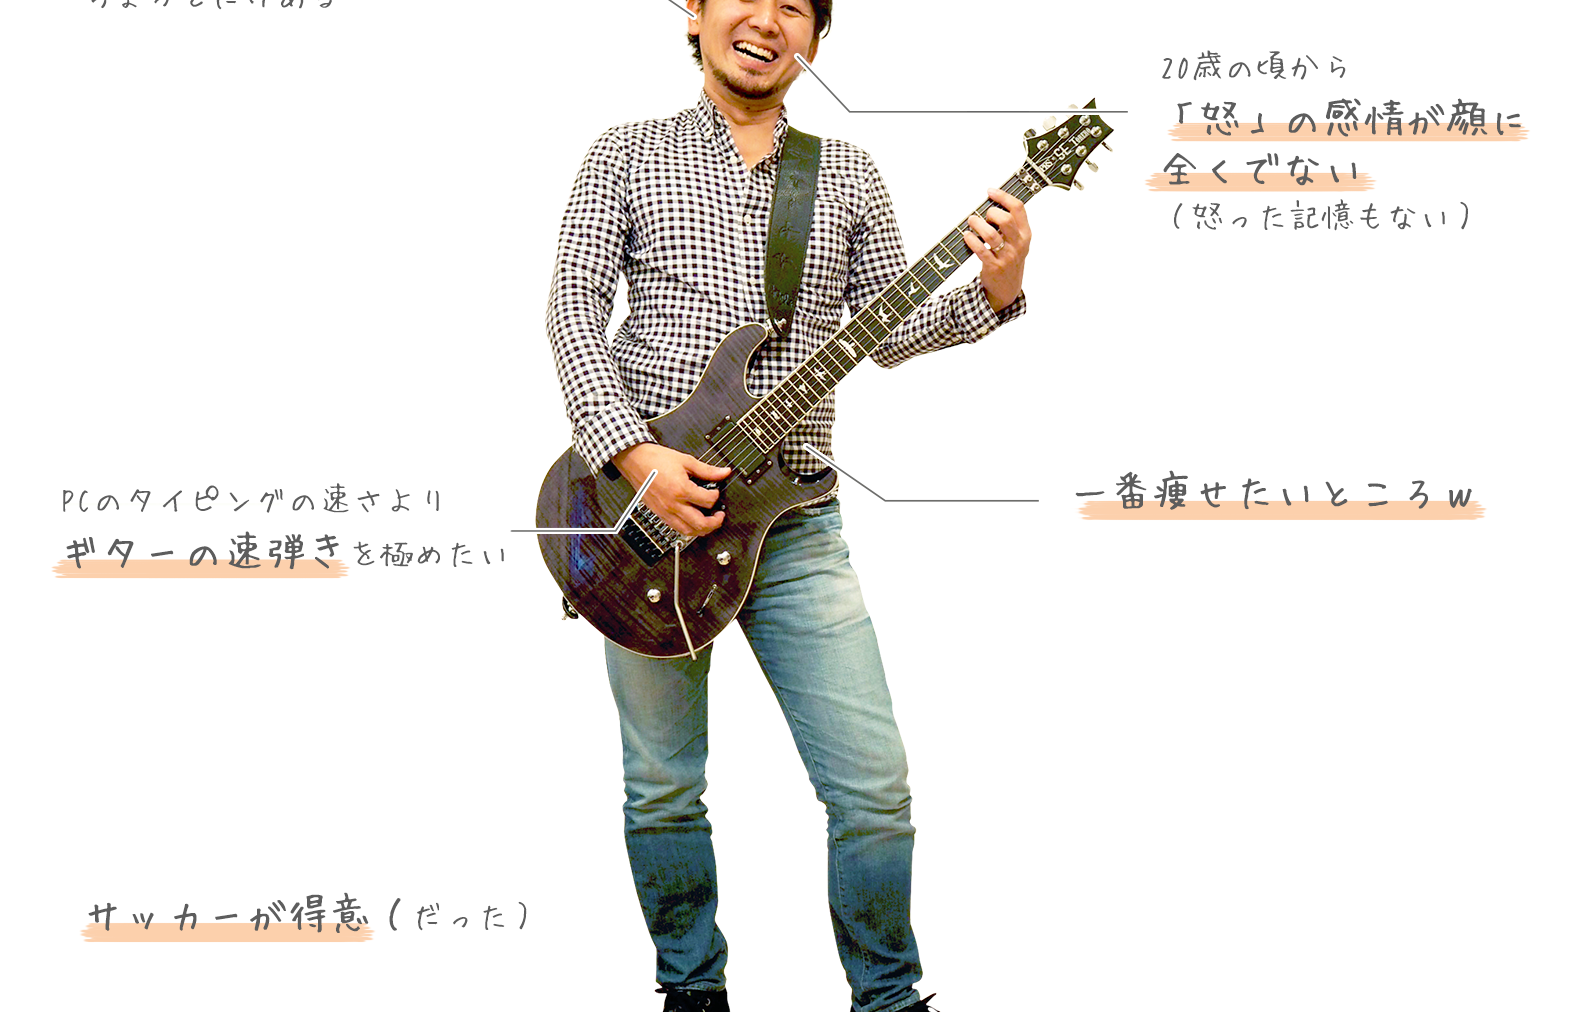 20歳の頃から
「怒」の感情が顔に
全くでない
（怒った記憶もない）
PCのタイピングの速さより
ギターの速弾きを極めたい
一番痩せたいところw
サッカーが得意（だった）